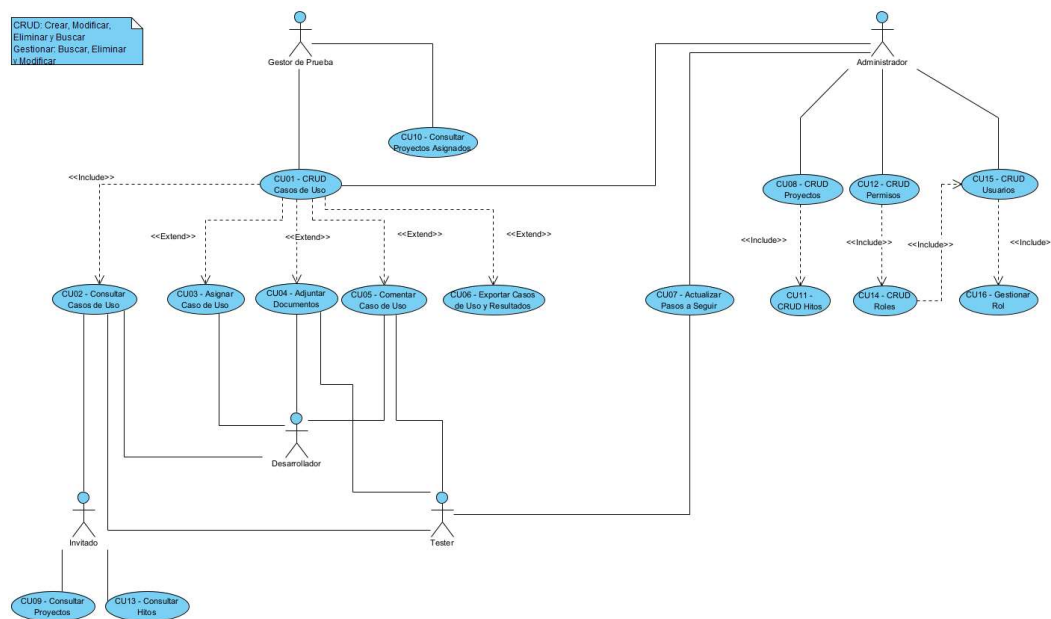 CRUD: Crear, Modificar,
Eliminar y Buscar
Gestionar: Buscar, Eliminar
y Modificar
Gestor de Prueba
Administrador
CU10 - Consultar
Proyectos Asignados
<<Include>>
CU01 - CRUD
Casos de Uso
CU08 - CRUD
Proyectos
CU12 - CRUD
Permisos
CU15 - CRUD
Usuarios
<<Extend>>
<<Extend>>
<<Extend>>
<<Extend>>
<<Include>>
<<Include>>
<<Include>>
<<Include>
CU02 - Consultar
Casos de Uso
CU03 - Asignar
Caso de Uso
CU04 - Adjuntar
Documentos
CU05 - Comentar
Caso de Uso
CU06 - Exportar Casos
de Uso y Resultados
CU07 - Actualizar
Pasos a Seguir
CU11 -
CRUD Hitos
CU14 - CRUD
Roles
CU16 - Gestionar
Rol
Desarrollador
Invitado
Tester
CU09 - Consultar
Proyectos
CU13 - Consultar
Hitos